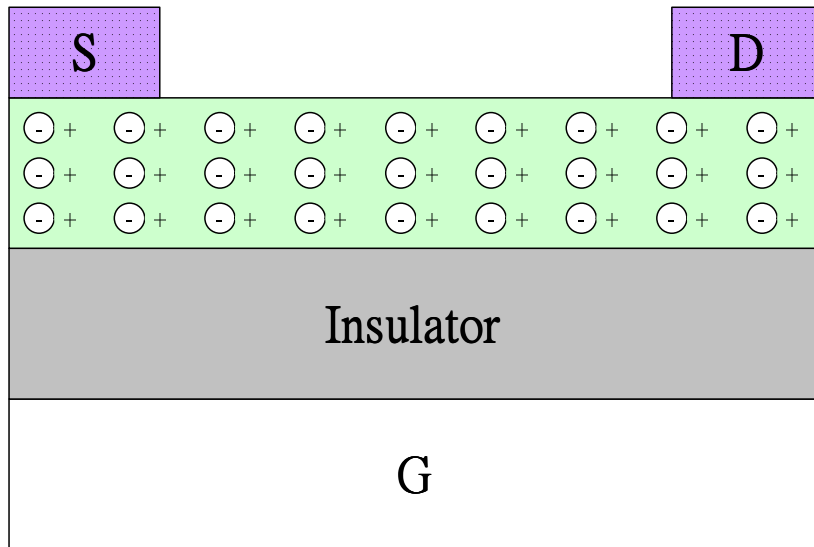 S D
- + - + - + - + - + - + - + - + - +
- + - + - + - + - + - + - + - + - +
- + - + - + - + - + - + - + - + - +
Insulator
G